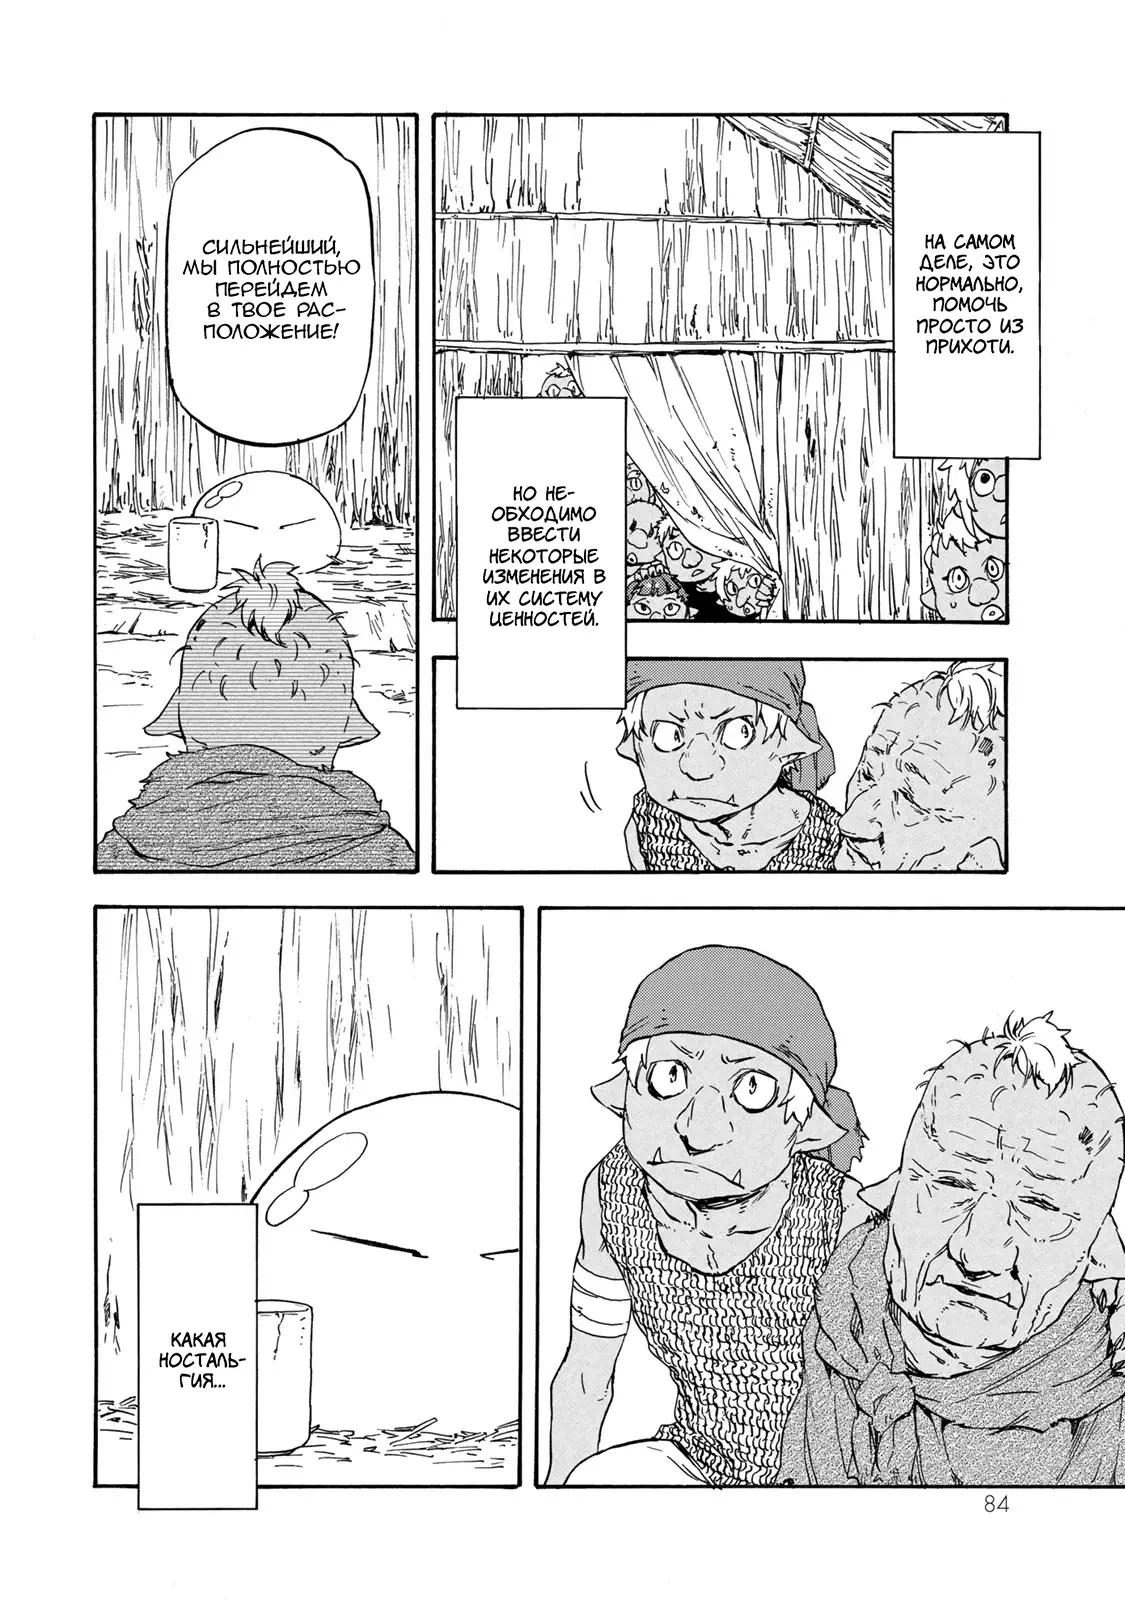 НА САМОМ
ДЕЛЕ, ЭТО
НОРМАЛЬНО,
ПОМОЧЬ
ПРОСТО ИЗ
ПРИХОТИ.
НО НЕ-
ОБХОДИМО
ВВЕСТИ
НЕКОТОРЫЕ
ИЗМЕНЕНИЯ В
ИХ СИСТЕМУ
ЦЕННОСТЕЙ.
СИЛЬНЕЙШИЙ,
МЫ ПОЛНОСТЬЮ
ПЕРЕЙДЕМ
В ТВОЕ РАС-
ПОЛОЖЕНИЕ!
КАКАЯ
НОСТАЛЬ-
ГИЯ...
84